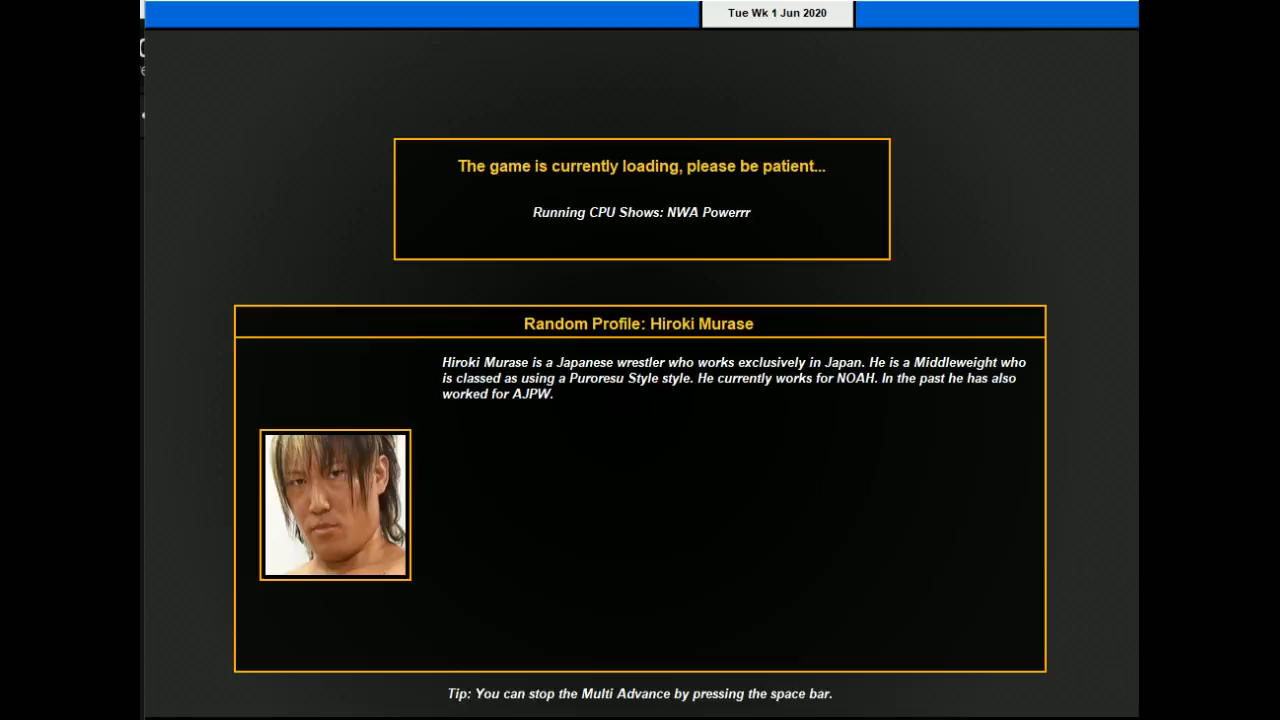 Tue Wk 1 Jun 2020
The game is currently loading, please be patient...
Running CPU Shows: NWA Powerrr
Random Profile: Hiroki Murase
Hiroki Murase is a Japanese wrestler who works exclusively in Japan. He is a Middleweight who
is classed as using a Puroresu Style style. He currently works for NOAH. In the past he has also
worked for AJPW.
Tip: You can stop the Multi Advance by pressing the space bar.